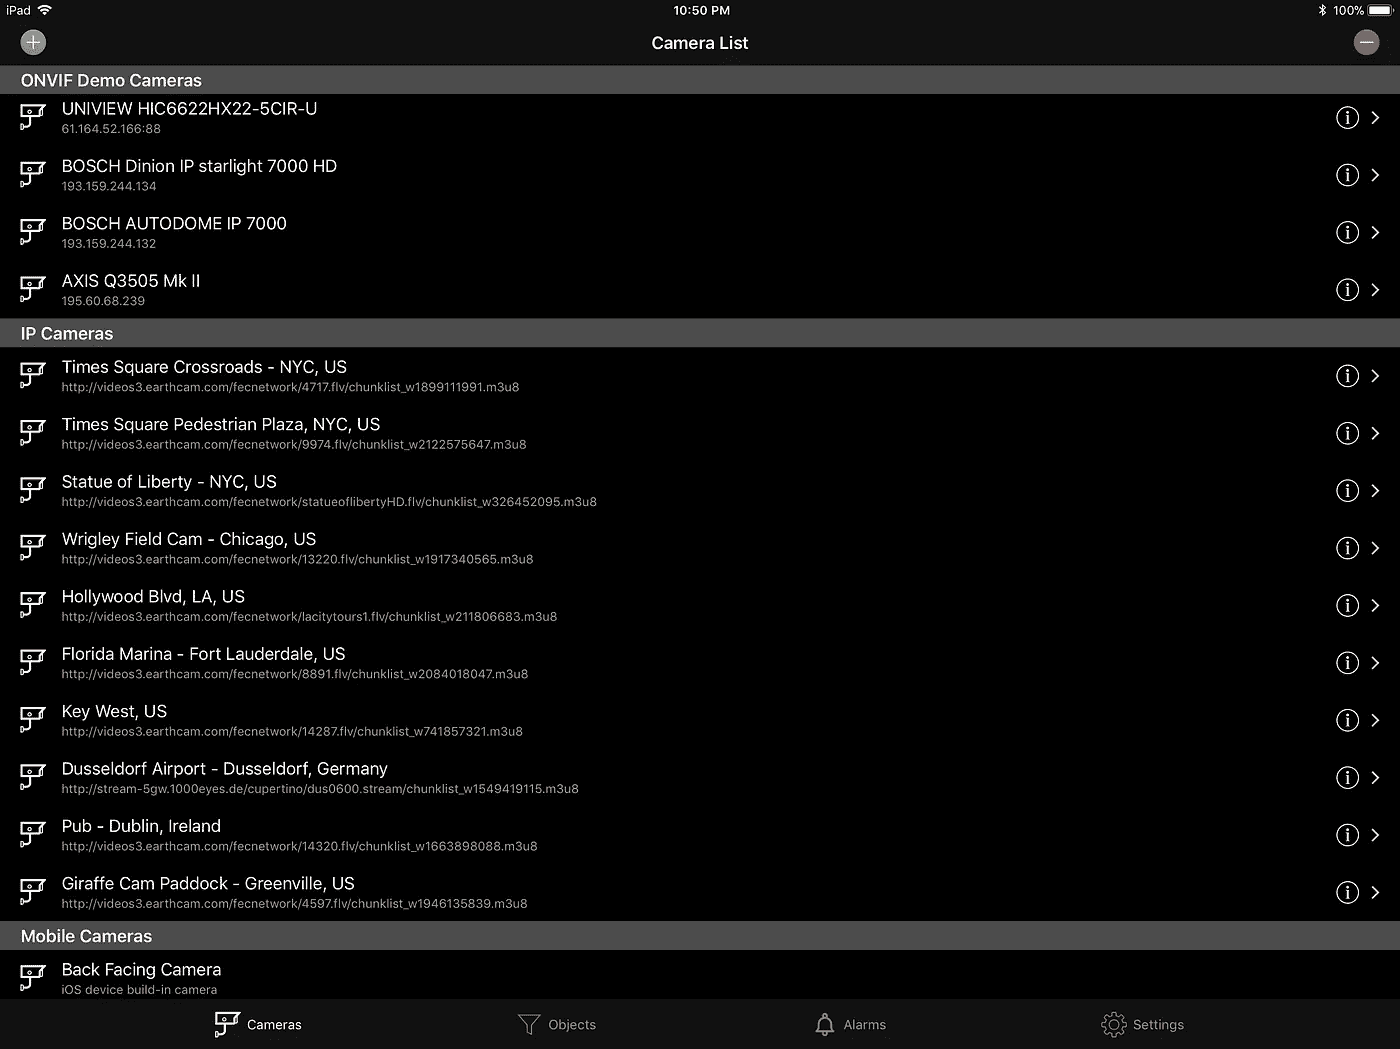 iPad 10:50 PM 100%
Camera List
ONVIF Demo Cameras
UNIVIEW HIC6622HX22-5CIR-U
61.164.52.166:88
BOSCH Dinion IP starlight 7000 HD
193.159.244.134
BOSCH AUTODOME IP 7000
193.159.244.132
AXIS Q3505 Mk II
195.60.68.239
IP Cameras
Times Square Crossroads - NYC, US
http://videos3.earthcam.com/fecnetwork/4717.flv/chunklist_w1899111991.m3u8
Times Square Pedestrian Plaza, NYC, US
http://videos3.earthcam.com/fecnetwork/9974.flv/chunklist_w2122575647.m3u8
Statue of Liberty - NYC, US
http://videos3.earthcam.com/fecnetwork/statueoflibertyHD.flv/chunklist_w326452095.m3u8
Wrigley Field Cam - Chicago, US
http://videos3.earthcam.com/fecnetwork/13220.flv/chunklist_w1917340565.m3u8
Hollywood Blvd, LA, US
http://videos3.earthcam.com/fecnetwork/lacitytours1.flv/chunklist_w211806683.m3u8
Florida Marina - Fort Lauderdale, US
http://videos3.earthcam.com/fecnetwork/8891.flv/chunklist_w2084018047.m3u8
Key West, US
http://videos3.earthcam.com/fecnetwork/14287.flv/chunklist_w741857321.m3u8
Dusseldorf Airport - Dusseldorf, Germany
http://stream-5gw.1000eyes.de/cupertino/dus0600.stream/chunklist_w1549419115.m3u8
Pub - Dublin, Ireland
http://videos3.earthcam.com/fecnetwork/14320.flv/chunklist_w1663898088.m3u8
Giraffe Cam Paddock - Greenville, US
http://videos3.earthcam.com/fecnetwork/4597.flv/chunklist_w1946135839.m3u8
Mobile Cameras
Back Facing Camera
iOS device build-in camera
Cameras Objects Alarms Settings